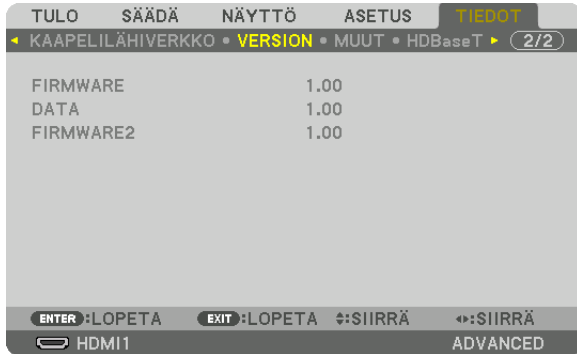 TULO SÄÄDÄ NÄYTTÖ ASETUS TIEDOT
◂ KAAPELILÄHIVERKKO • VERSION • MUUT • HDBaseT ▸ 2/2
FIRMWARE 1.00
DATA 1.00
FIRMWARE2 1.00
ENTER :LOPETA EXIT :LOPETA :SIIRRÄ :SIIRRÄ
HDMI1 ADVANCED